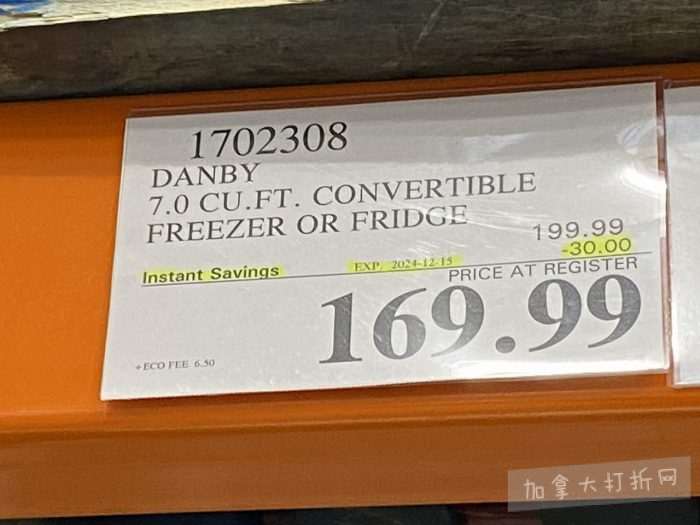 1702308
DANBY
7.0 CU.FT. CONVERTIBLE
FREEZER OR FRIDGE
199.99
-30.00
Instant Savings EXP. 2024-12-15
PRICE AT REGISTER
169.99
+ECO FEE 6.50
加拿大打折网